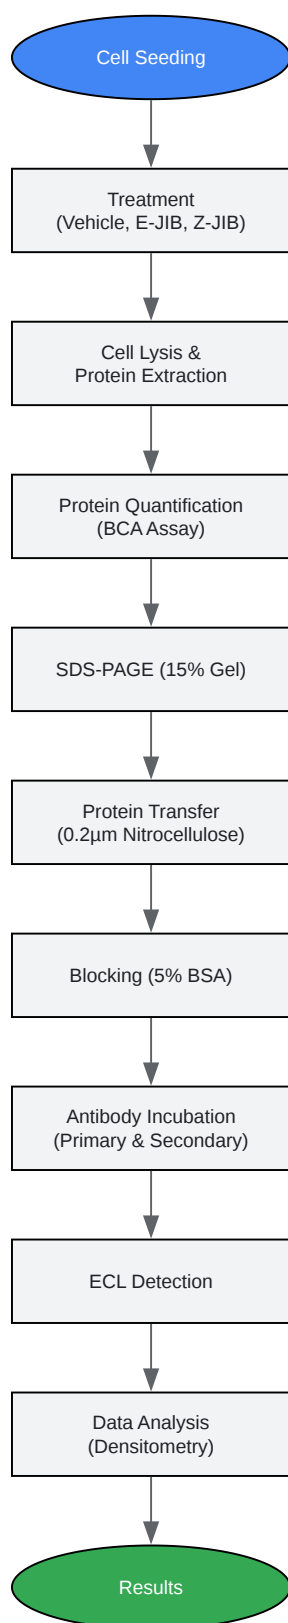 Cell Seeding
Treatment
(Vehicle, E-JIB, Z-JIB)
Cell Lysis &
Protein Extraction
Protein Quantification
(BCA Assay)
SDS-PAGE (15% Gel)
Protein Transfer
(0.2µm Nitrocellulose)
Blocking (5% BSA)
Antibody Incubation
(Primary & Secondary)
ECL Detection
Data Analysis
(Densitometry)
Results